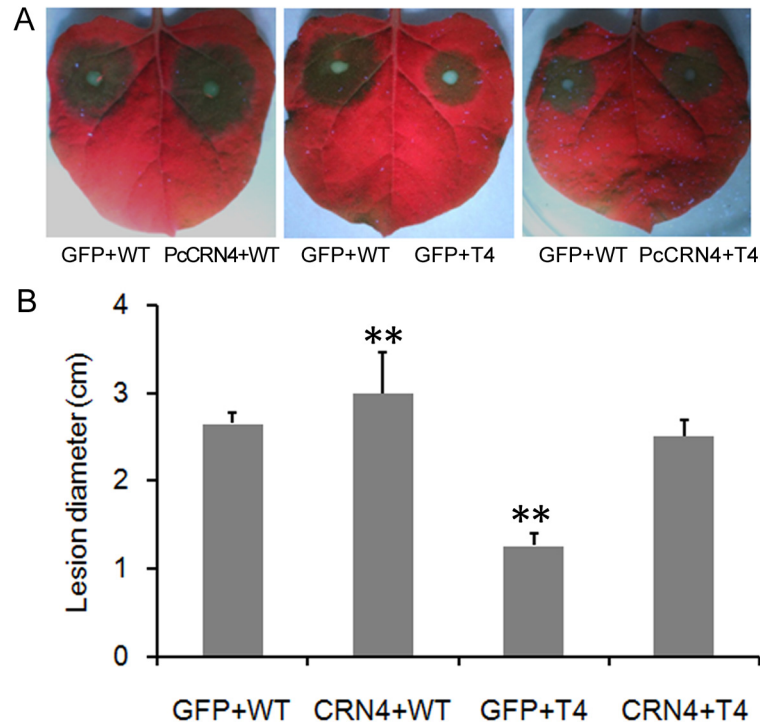 A
GFP+WT PcCRN4+WT GFP+WT GFP+T4 GFP+WT PcCRN4+T4
B
Lesion diameter (cm)
4
**
3
2
**
1
0
GFP+WT CRN4+WT GFP+T4 CRN4+T4